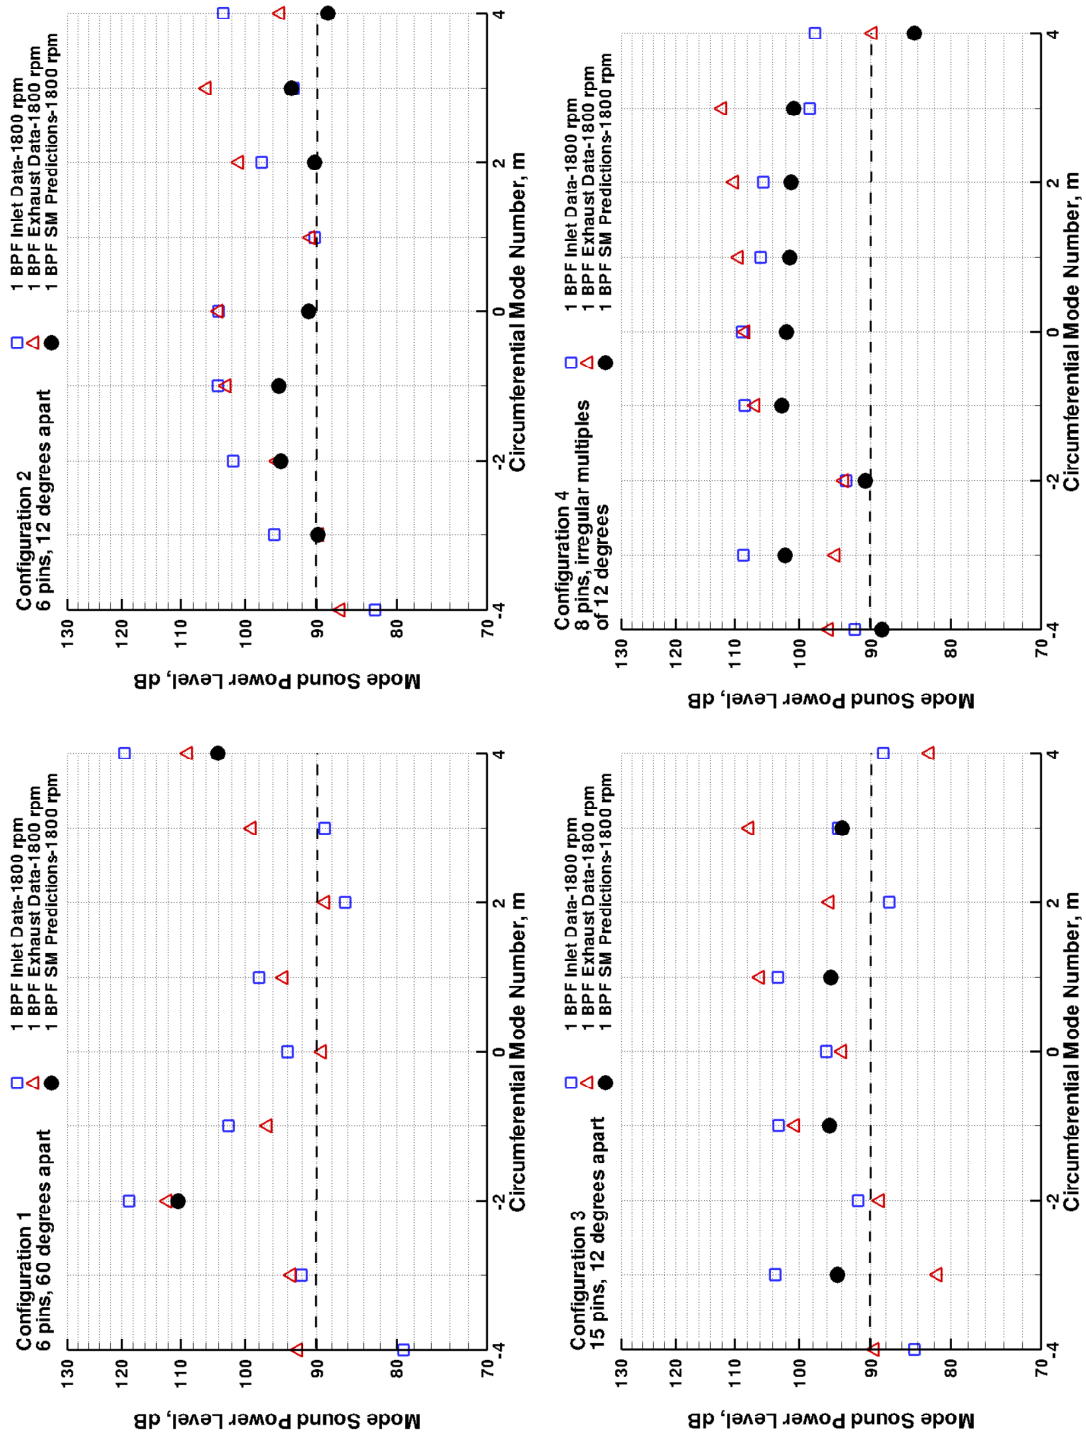 Configuration 1
6 pins, 60 degrees apart
1 BPF Inlet Data-1800 rpm
1 BPF Exhaust Data-1800 rpm
1 BPF SM Predictions-1800 rpm
130
120
110
100
90
80
70
Mode Sound Power Level, dB
-4
-2
0
2
4
Circumferential Mode Number, m
Configuration 2
6 pins, 12 degrees apart
1 BPF Inlet Data-1800 rpm
1 BPF Exhaust Data-1800 rpm
1 BPF SM Predictions-1800 rpm
130
120
110
100
90
80
70
Mode Sound Power Level, dB
-4
-2
0
2
4
Circumferential Mode Number, m
Configuration 3
15 pins, 12 degrees apart
1 BPF Inlet Data-1800 rpm
1 BPF Exhaust Data-1800 rpm
1 BPF SM Predictions-1800 rpm
130
120
110
100
90
80
70
Mode Sound Power Level, dB
-4
-2
0
2
4
Circumferential Mode Number, m
Configuration 4
8 pins, irregular multiples
of 12 degrees
1 BPF Inlet Data-1800 rpm
1 BPF Exhaust Data-1800 rpm
1 BPF SM Predictions-1800 rpm
130
120
110
100
90
80
70
Mode Sound Power Level, dB
-4
-2
0
2
4
Circumferential Mode Number, m